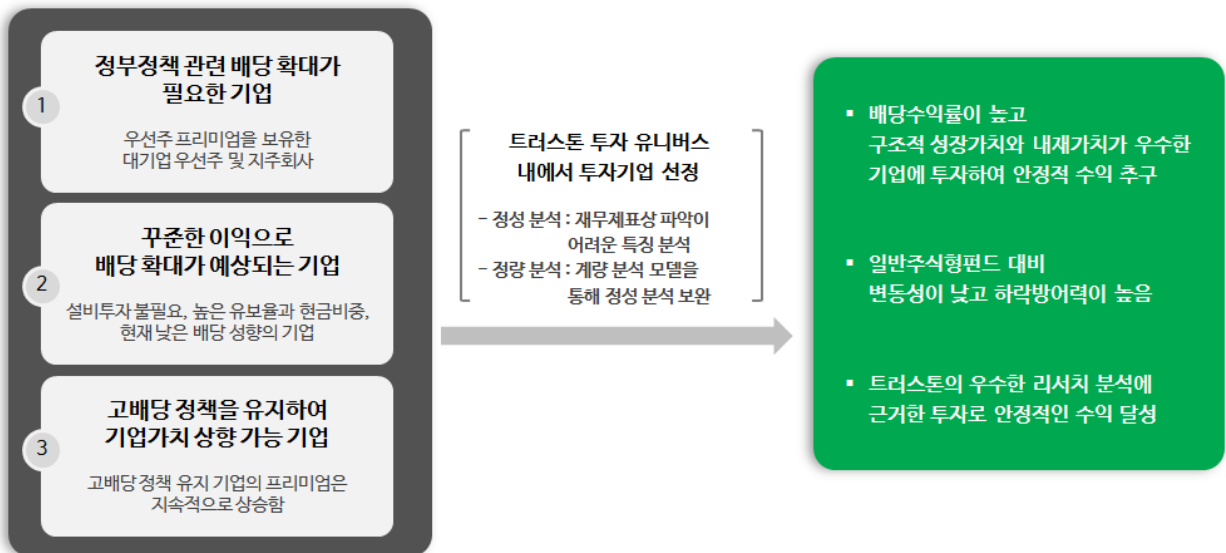 1
정부정책 관련 배당 확대가
필요한 기업
우선주 프리미엄을 보유한
대기업 우선주 및 지주회사
2
꾸준한 이익으로
배당 확대가 예상되는 기업
설비투자 불필요, 높은 유보율과 현금비중,
현재 낮은 배당 성향의 기업
3
고배당 정책을 유지하여
기업가치 상향 가능 기업
고배당 정책 유지 기업의 프리미엄은
지속적으로 상승함
트러스톤 투자 유니버스
내에서 투자기업 선정
- 정성 분석 : 재무제표상 파악이
어려운 특징 분석
- 정량 분석 : 계량 분석 모델을
통해 정성 분석 보완
▪ 배당수익률이 높고
구조적 성장가치와 내재가치가 우수한
기업에 투자하여 안정적 수익 추구
▪ 일반주식형펀드 대비
변동성이 낮고 하락방어력이 높음
▪ 트러스톤의 우수한 리서치 분석에
근거한 투자로 안정적인 수익 달성